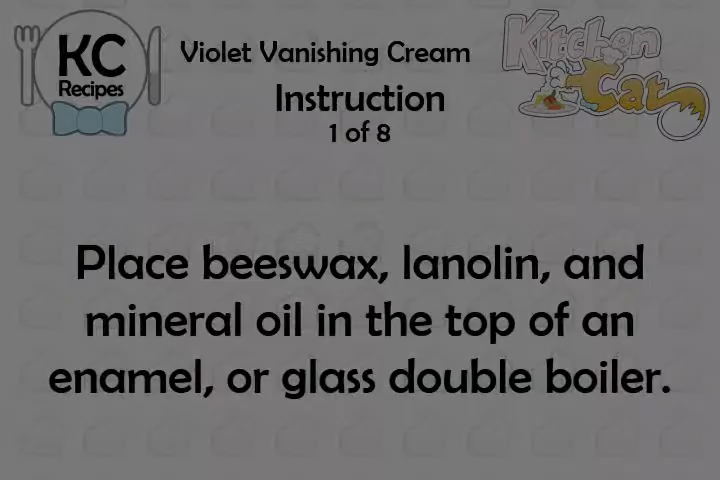 KC
Recipes
Violet Vanishing Cream
Instruction
1 of 8
Kitchen
Cat
Place beeswax, lanolin, and
mineral oil in the top of an
enamel, or glass double boiler.